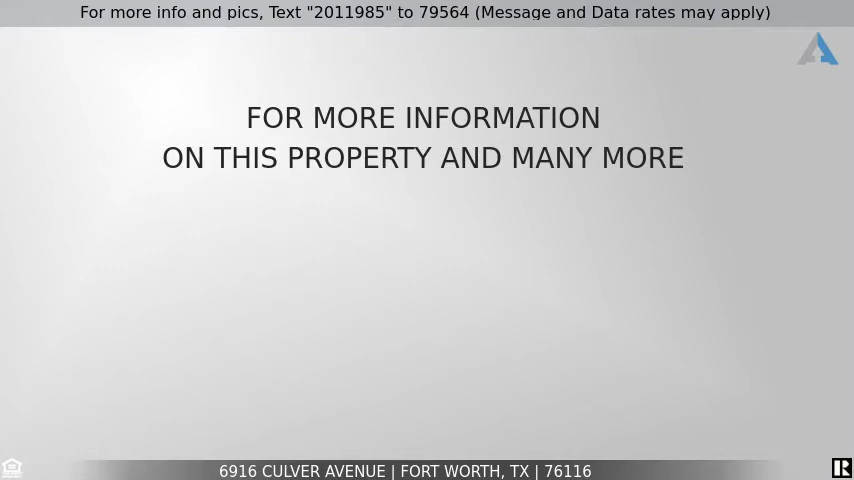 For more info and pics, Text "2011985" to 79564 (Message and Data rates may apply)
FOR MORE INFORMATION
ON THIS PROPERTY AND MANY MORE
6916 CULVER AVENUE | FORT WORTH, TX | 76116